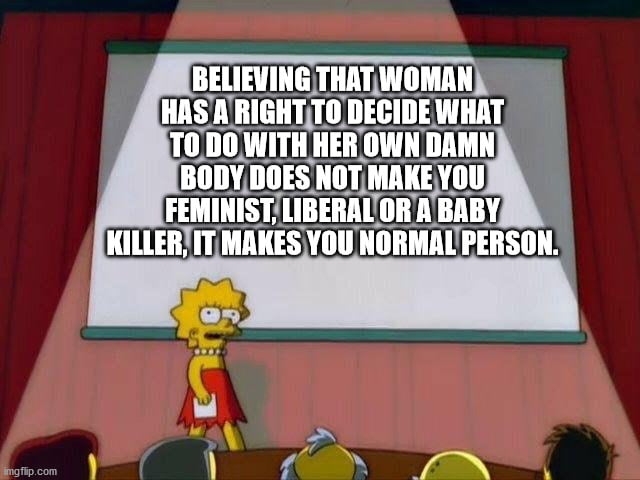 BELIEVING THAT WOMAN
HAS A RIGHT TO DECIDE WHAT
TO DO WITH HER OWN DAMN
BODY DOES NOT MAKE YOU
FEMINIST, LIBERAL OR A BABY
KILLER, IT MAKES YOU NORMAL PERSON.
imgflip.com